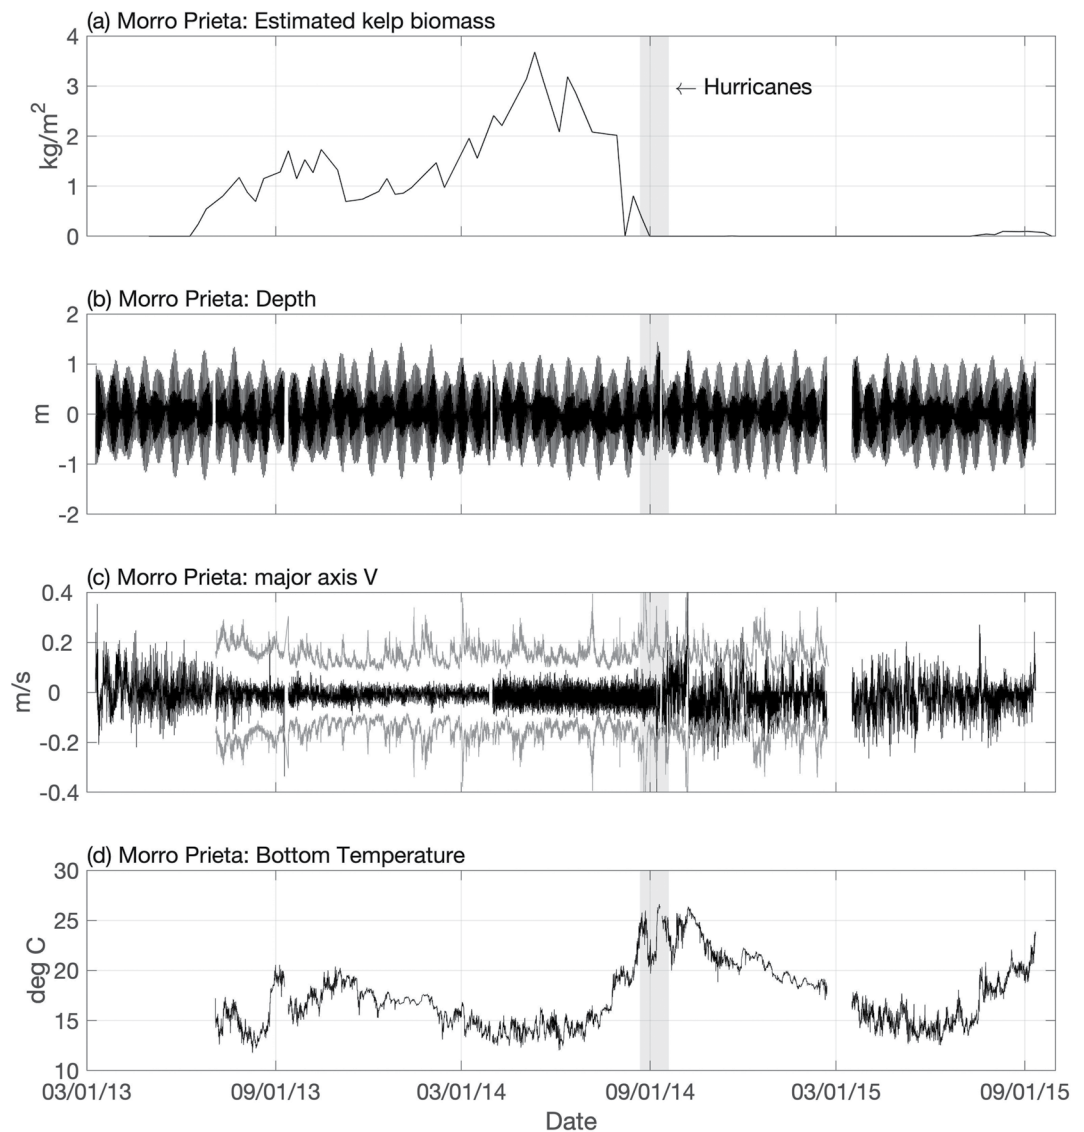 (a) Morro Prieta: Estimated kelp biomass
4
3
2
1
0
kg/m²
← Hurricanes
(b) Morro Prieta: Depth
2
1
0
-1
-2
m
(c) Morro Prieta: major axis V
0.4
0.2
0
-0.2
-0.4
m/s
(d) Morro Prieta: Bottom Temperature
30
25
20
15
10
deg C
03/01/13 09/01/13 03/01/14 09/01/14 03/01/15 09/01/15
Date